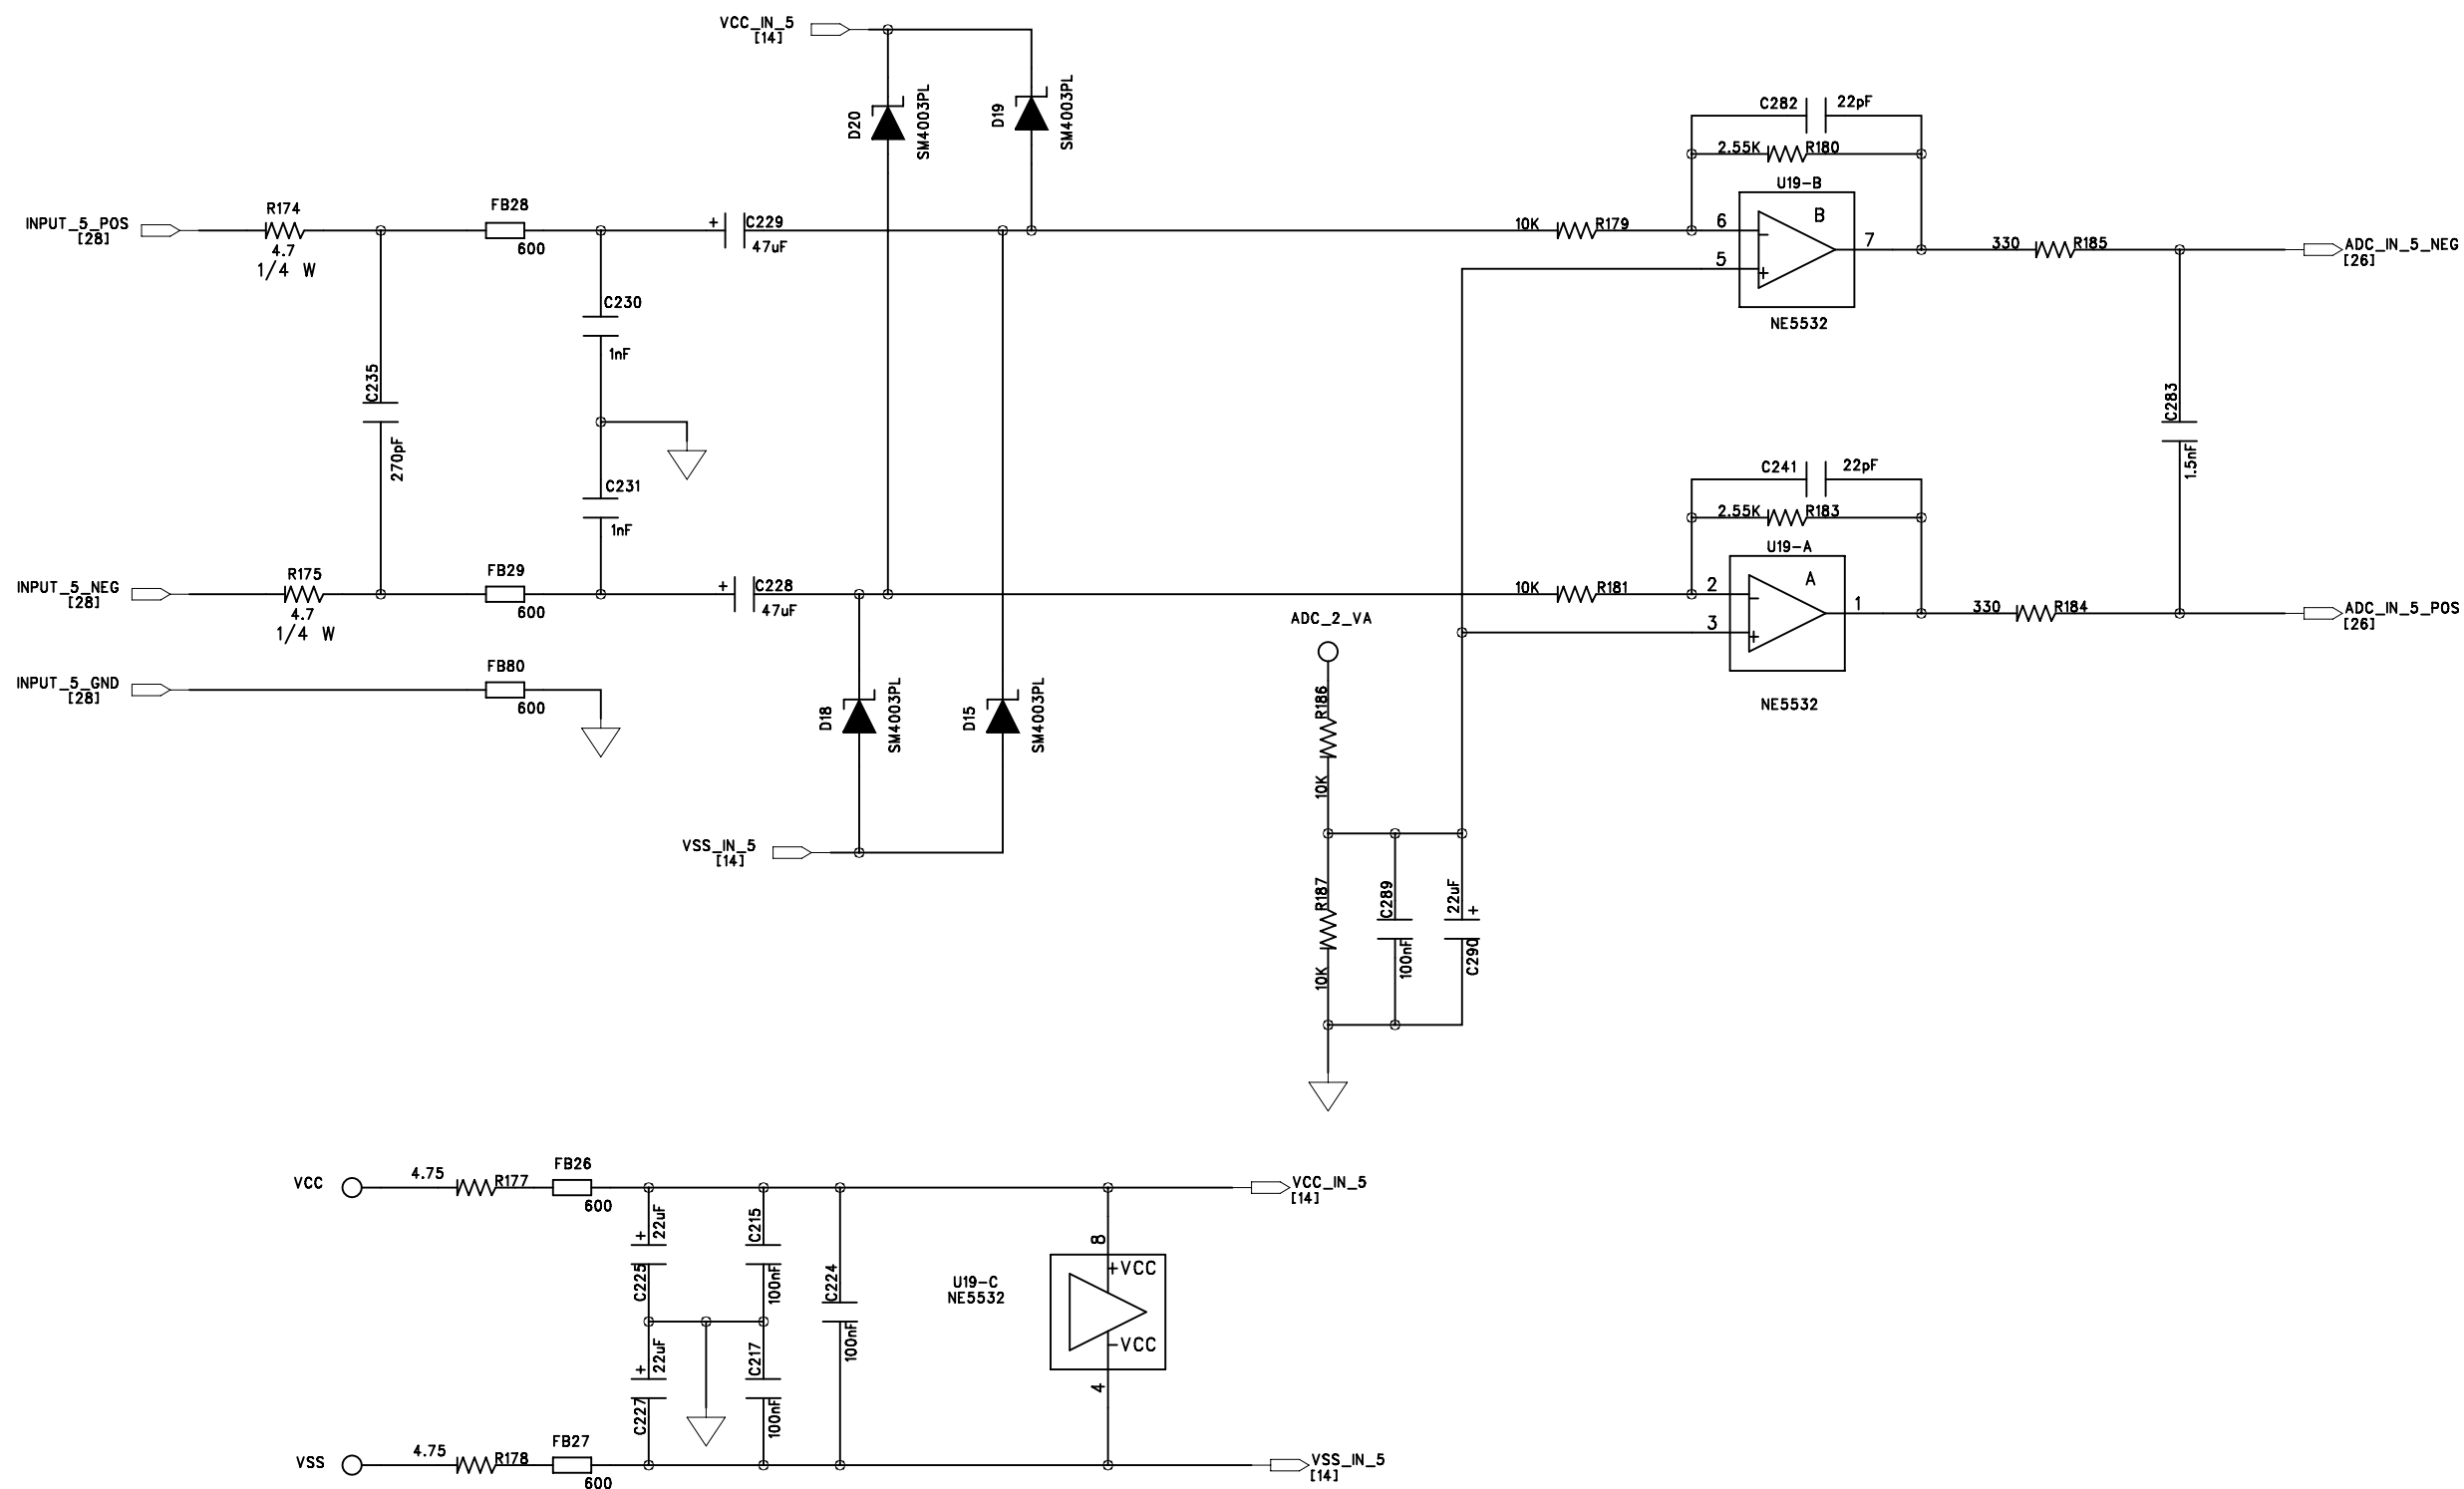 VCC_IN_5
[14]
D20
SM4003PL
D19
SM4003PL
C282
22pF
2.55K
R180
U19-B
B
6
5
7
NE5532
INPUT_5_POS
[28]
R174
4.7
1/4 W
FB28
600
+
C229
47uF
10K
R179
330
R185
ADC_IN_5_NEG
[26]
C230
1nF
C235
270pF
C231
1nF
C283
1.5nF
C241
22pF
2.55K
R183
U19-A
A
2
3
1
NE5532
INPUT_5_NEG
[28]
R175
4.7
1/4 W
FB29
600
+
C228
47uF
10K
R181
330
R184
ADC_IN_5_POS
[26]
INPUT_5_GND
[28]
FB80
600
D18
SM4003PL
D15
SM4003PL
VSS_IN_5
[14]
ADC_2_VA
R186
10K
R187
10K
C289
100nF
22uF
+
C290
VCC
4.75
R177
FB26
600
VCC_IN_5
[14]
+
22uF
C225
C215
100nF
C224
100nF
U19-C
NE5532
8
+VCC
-VCC
4
+
22uF
C227
C217
100nF
VSS
4.75
R178
FB27
600
VSS_IN_5
[14]